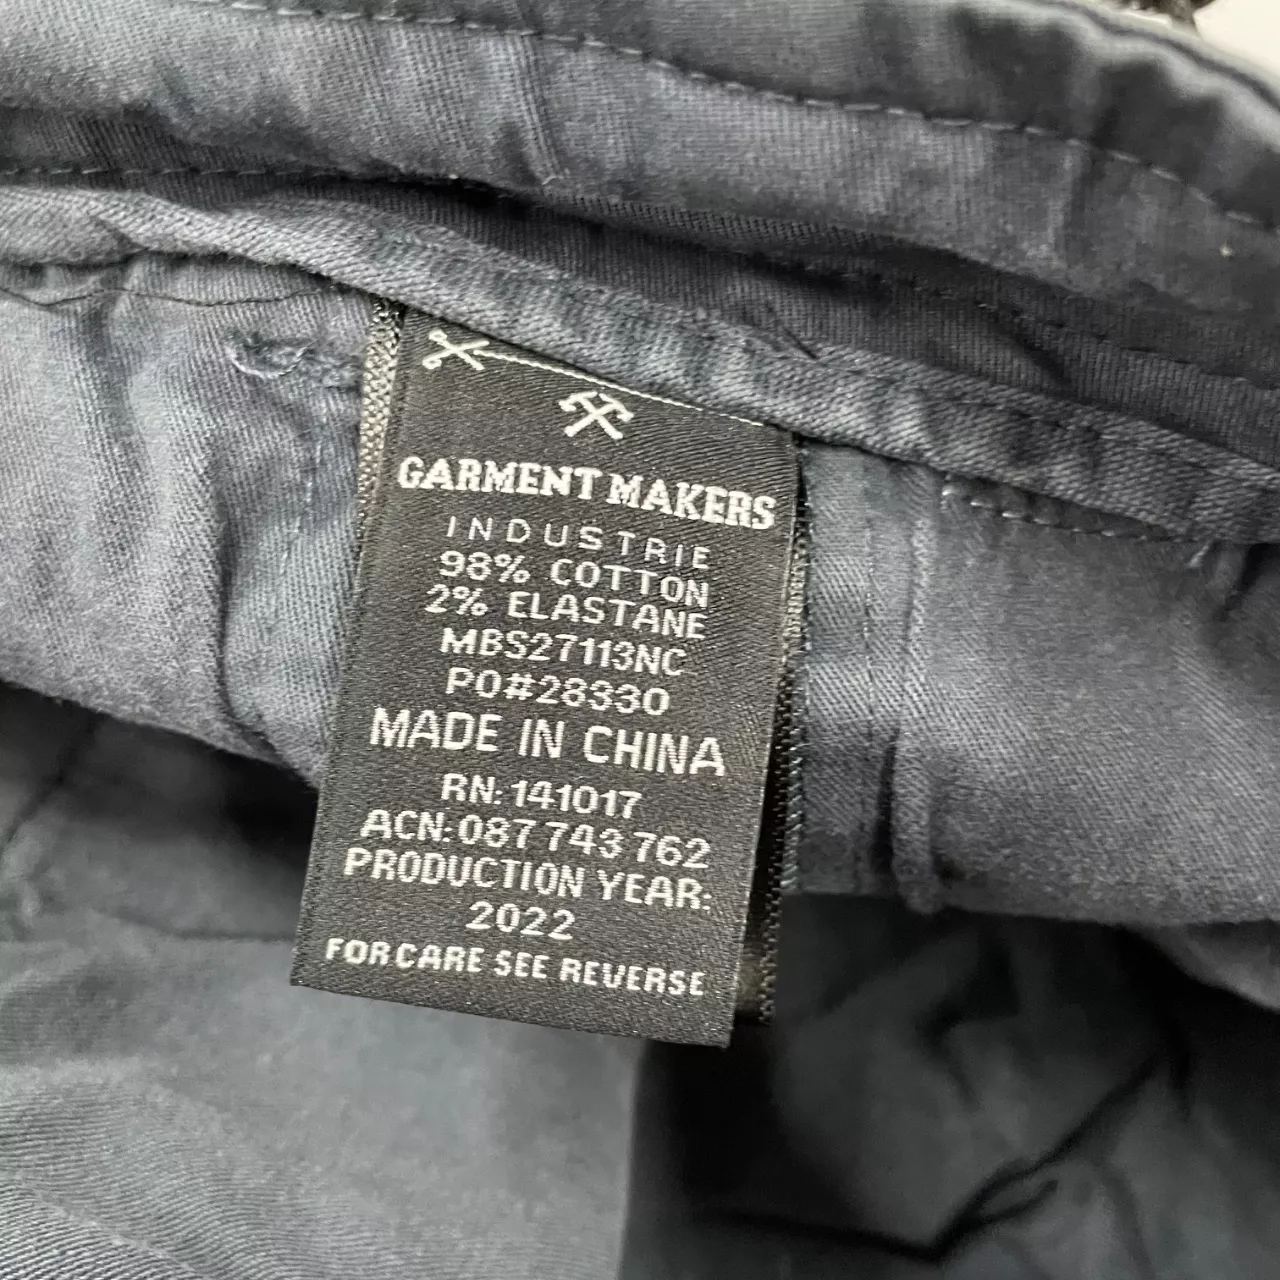 GARMENT MAKERS
INDUSTRIE
98% COTTON
2% ELASTANE
MBS27113NC
PO#28330
MADE IN CHINA
RN: 141017
ACN: 087 743 762
PRODUCTION YEAR:
2022
FOR CARE SEE REVERSE